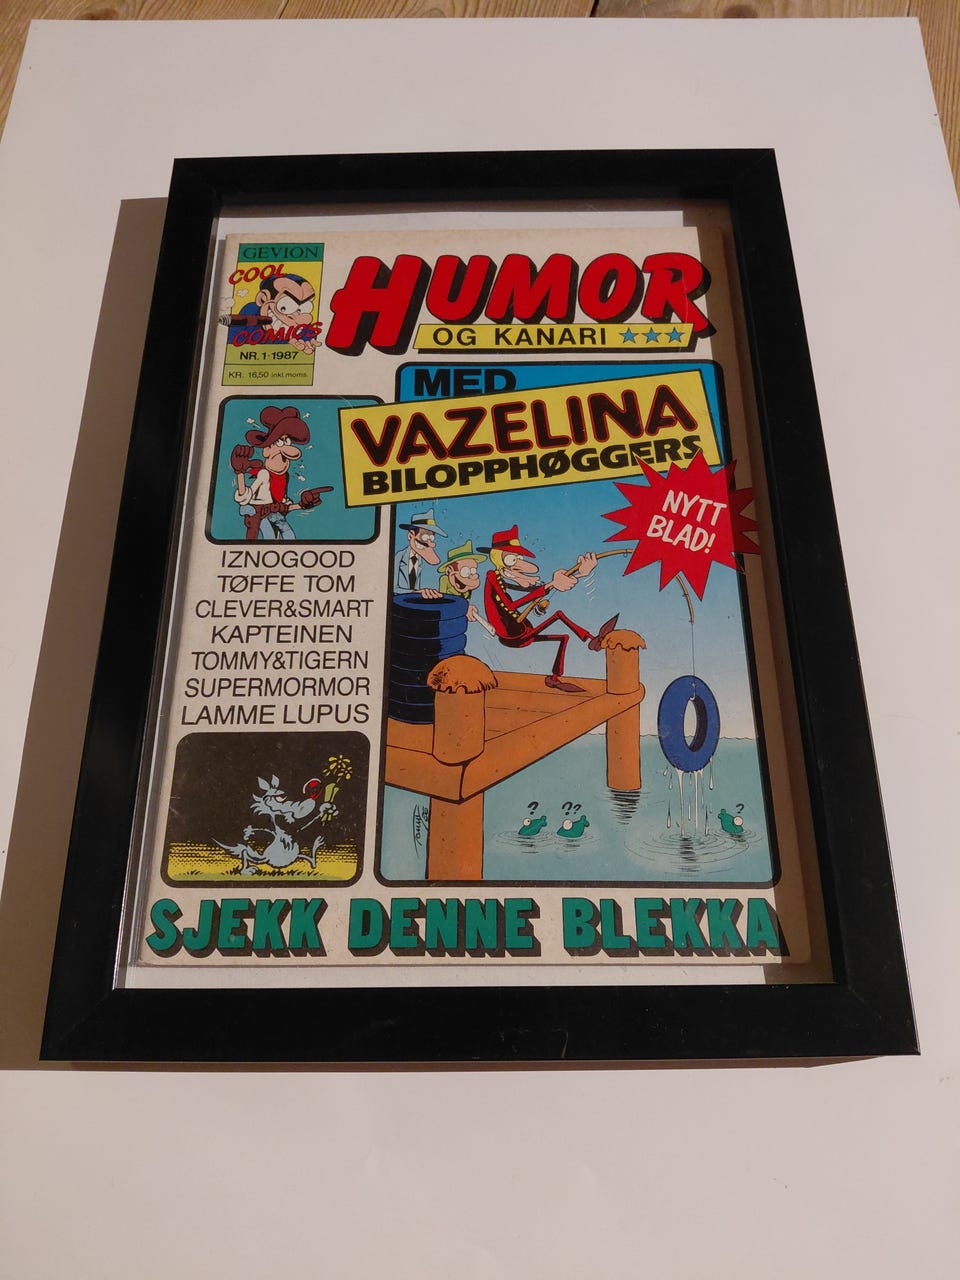 GEVION
COOL
COMICS
NR. 1-1987
KR. 16,50 inkl.moms.
HUMOR
OG KANARI
MED
VAZELINA
BILOPPHØGGERS
NYTT
BLAD!
IZNOGOOD
TØFFE TOM
CLEVER&SMART
KAPTEINEN
TOMMY&TIGERN
SUPERMORMOR
LAMME LUPUS
?
??
?
SJEKK DENNE BLEKKA